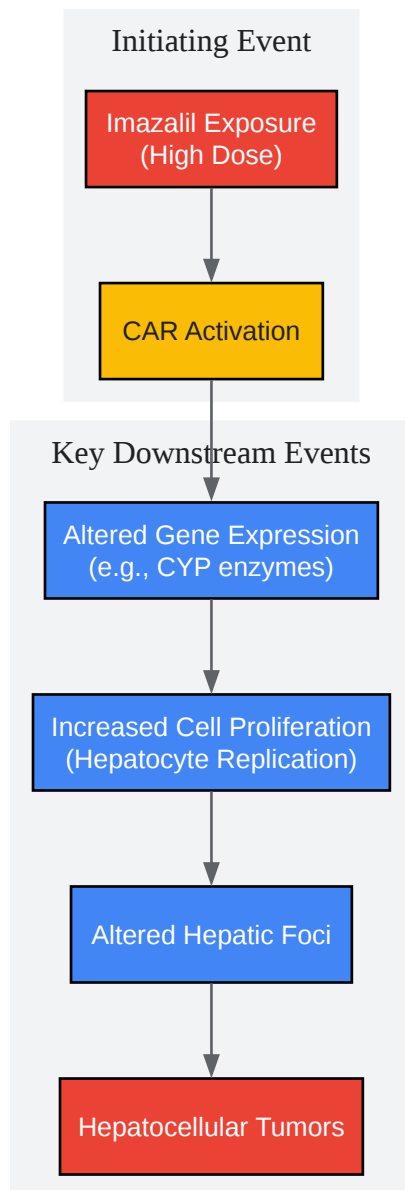 Initiating Event
Imazalil Exposure
(High Dose)
CAR Activation
Key Downstream Events
Altered Gene Expression
(e.g., CYP enzymes)
Increased Cell Proliferation
(Hepatocyte Replication)
Altered Hepatic Foci
Hepatocellular Tumors